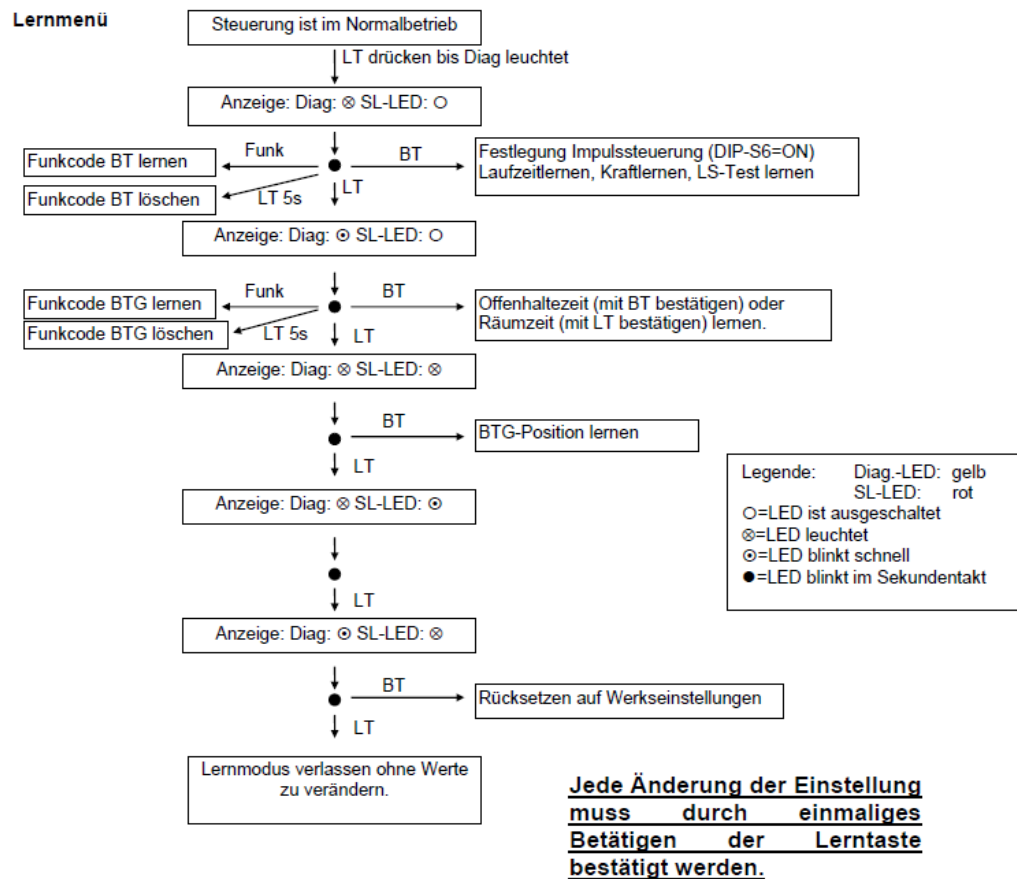 Lernmenü
Steuerung ist im Normalbetrieb
LT drücken bis Diag leuchtet
Anzeige: Diag: ⊗ SL-LED: O
Funk
BT
Funkcode BT lernen
Festlegung Impulssteuerung (DIP-S6=ON)
Laufzeitlernen, Kraftlernen, LS-Test lernen
LT
Funkcode BT löschen
LT 5s
Anzeige: Diag: ⊙ SL-LED: O
Funk
BT
Funkcode BTG lernen
Offenhaltezeit (mit BT bestätigen) oder
Räumzeit (mit LT bestätigen) lernen.
Funkcode BTG löschen
LT 5s
LT
Anzeige: Diag: ⊗ SL-LED: ⊗
BT
BTG-Position lernen
LT
Anzeige: Diag: ⊗ SL-LED: ⊙
LT
Anzeige: Diag: ⊙ SL-LED: ⊗
BT
Rücksetzen auf Werkseinstellungen
LT
Lernmodus verlassen ohne Werte
zu verändern.
Legende: Diag.-LED: gelb
SL-LED: rot
O=LED ist ausgeschaltet
⊗=LED leuchtet
⊙=LED blinkt schnell
●=LED blinkt im Sekundentakt
Jede Änderung der Einstellung
muss durch einmaliges
Betätigen der Lerntaste
bestätigt werden.